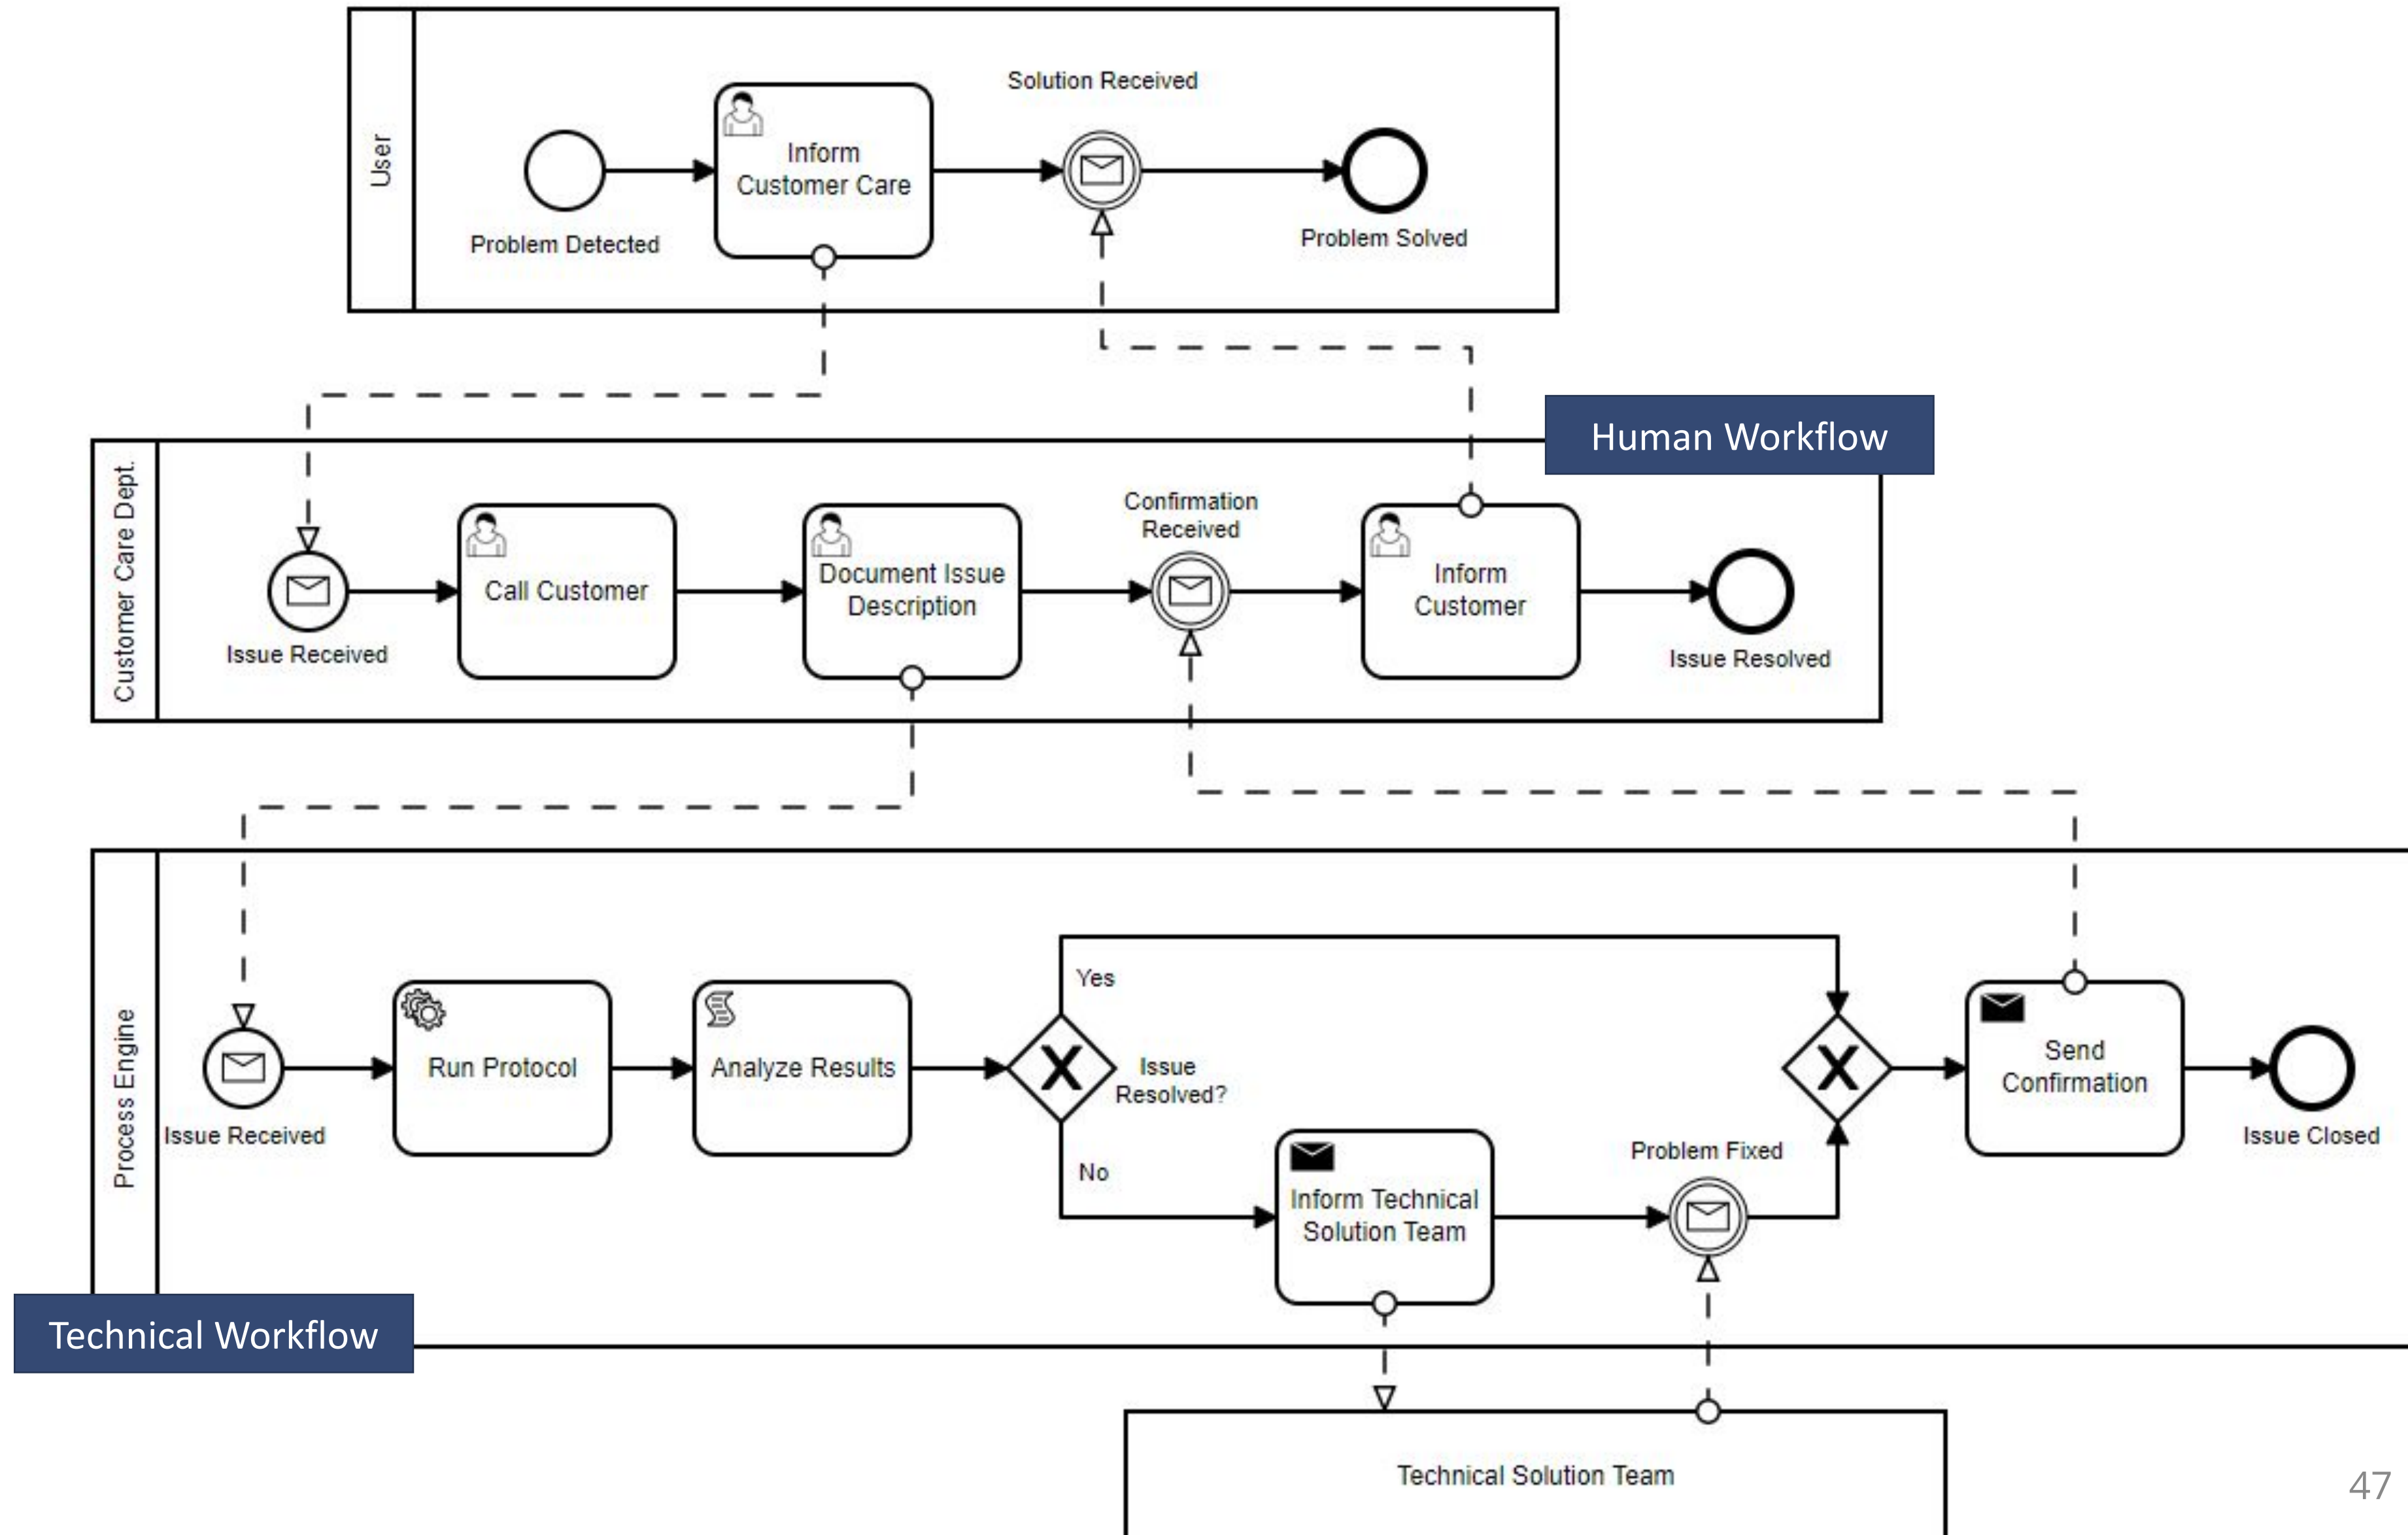 Solution Received
User
Inform
Customer Care
Problem Detected
Problem Solved
Human Workflow
Customer Care Dept.
Confirmation
Received
Call Customer
Document Issue
Description
Inform
Customer
Issue Received
Issue Resolved
Process Engine
Yes
Run Protocol
Analyze Results
Issue
Resolved?
Send
Confirmation
Issue Received
Issue Closed
No
Problem Fixed
Inform Technical
Solution Team
Technical Workflow
Technical Solution Team
47